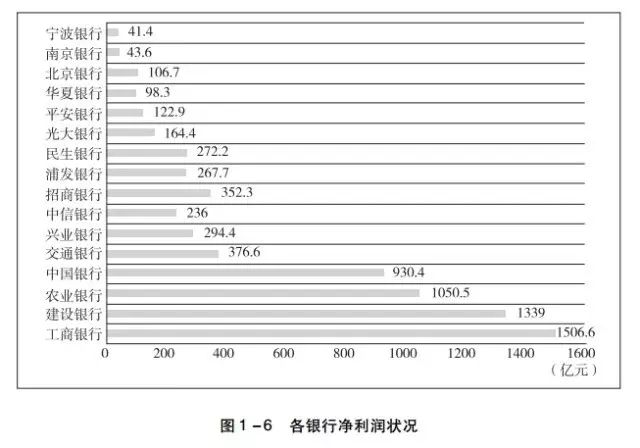 宁波银行 41.4
南京银行 43.6
北京银行 106.7
华夏银行 98.3
平安银行 122.9
光大银行 164.4
民生银行 272.2
浦发银行 267.7
招商银行 352.3
中信银行 236
兴业银行 294.4
交通银行 376.6
中国银行 930.4
农业银行 1050.5
建设银行 1339
工商银行 1506.6
0 200 400 600 800 1000 1200 1400 1600
（亿元）
图1-6 各银行净利润状况